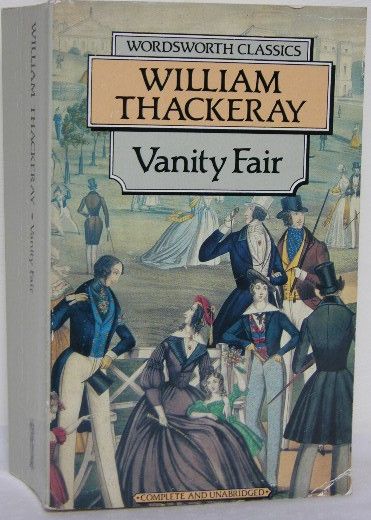 WORDSWORTH CLASSICS
WILLIAM
THACKERAY
Vanity Fair
·COMPLETE AND UNABRIDGED·
WILLIAM THACKERAY - Vanity Fair